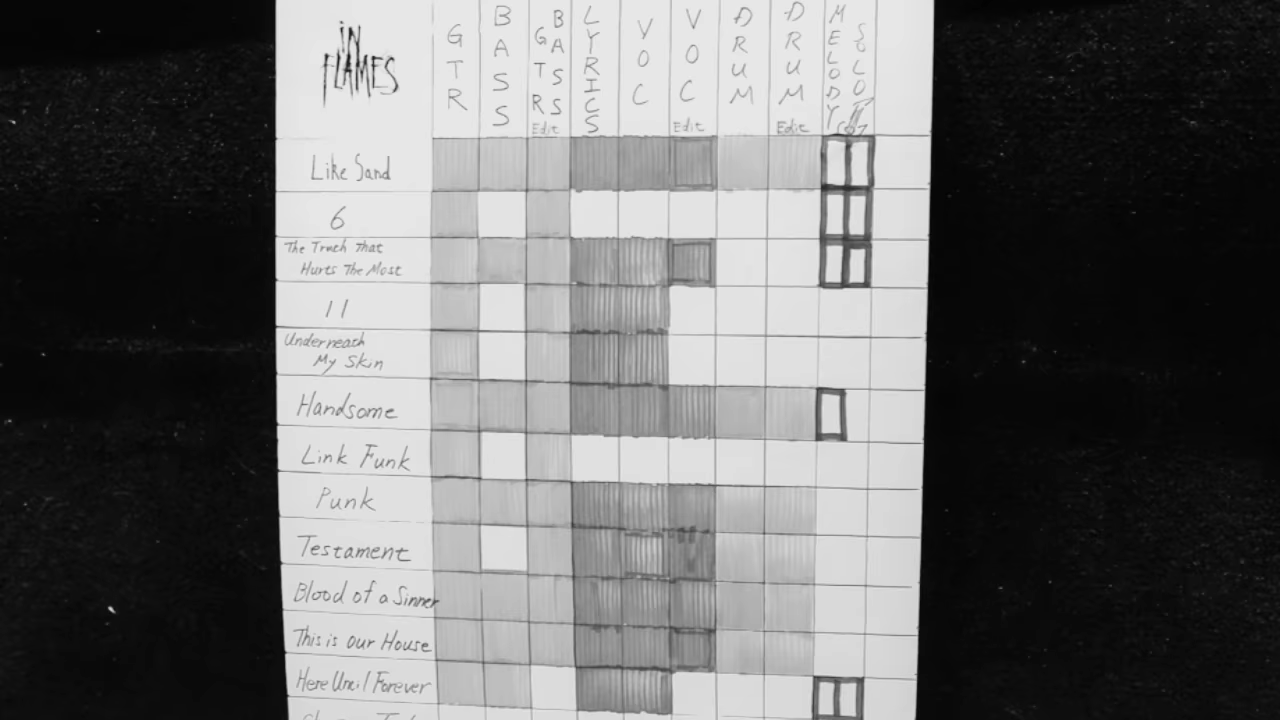 IN
FLAMES
GTR
BASS
GTR BASS
Edit
LYRICS
VOC
VOC
Edit
DRUM
DRUM
Edit
MELODY
SOLO
Like Sand
6
The Truth That
Hurts The Most
11
Underneath
My Skin
Handsome
Link Funk
Punk
Testament
Blood of a Sinner
This is our House
Here Until Forever